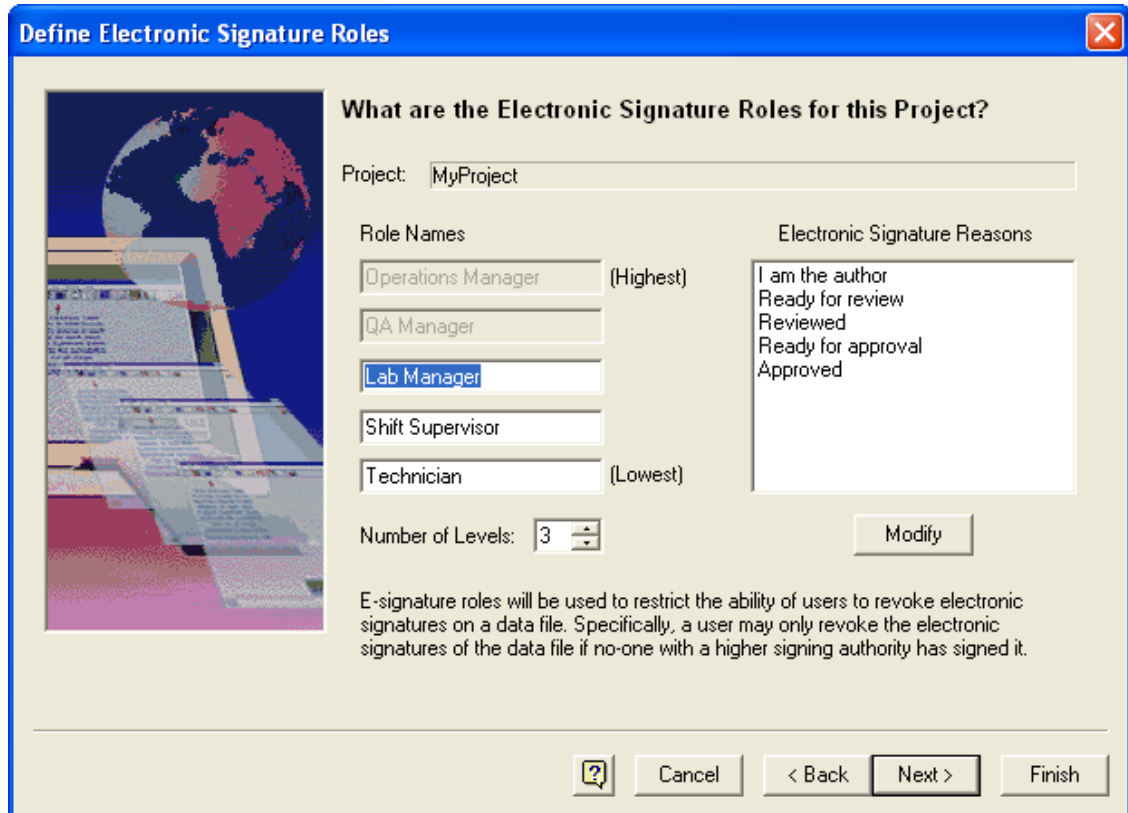 Define Electronic Signature Roles
What are the Electronic Signature Roles for this Project?
Project: MyProject
Role Names
Electronic Signature Reasons
Operations Manager (Highest)
QA Manager
Lab Manager
Shift Supervisor
Technician (Lowest)
I am the author
Ready for review
Reviewed
Ready for approval
Approved
Number of Levels: 3
Modify
E-signature roles will be used to restrict the ability of users to revoke electronic
signatures on a data file. Specifically, a user may only revoke the electronic
signatures of the data file if no-one with a higher signing authority has signed it.
? Cancel < Back Next > Finish